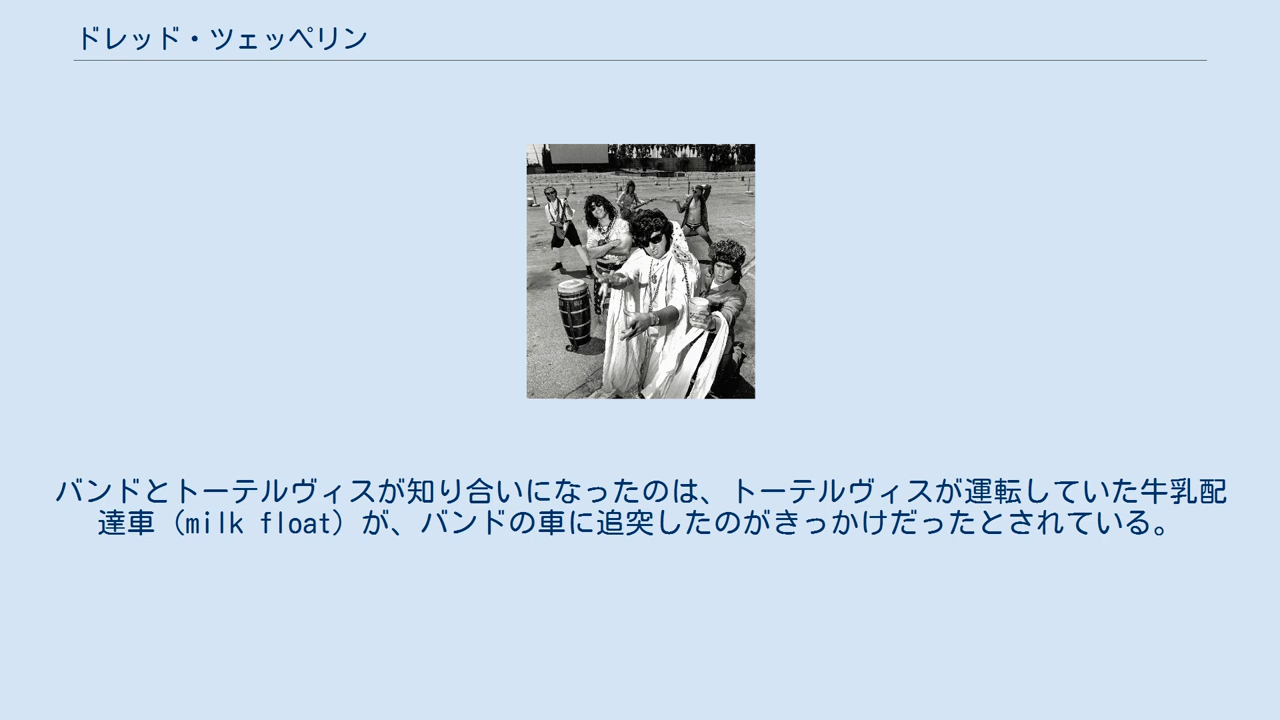 ドレッド・ツェッペリン
バンドとトーテルヴィスが知り合いになったのは、トーテルヴィスが運転していた牛乳配
達車（milk float）が、バンドの車に追突したのがきっかけだったとされている。